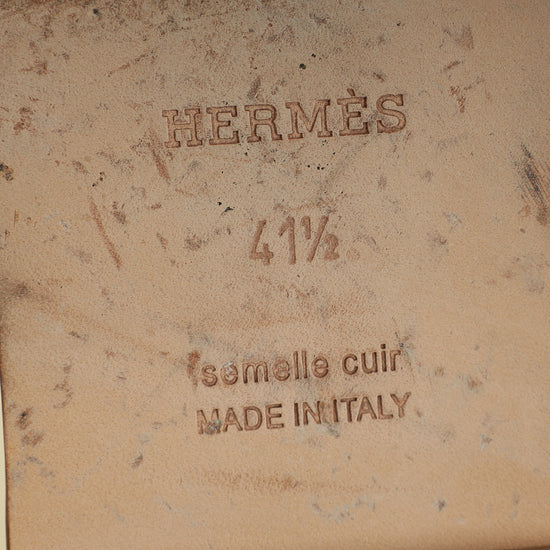 HERMÈS
41½
semelle cuir
MADE IN ITALY